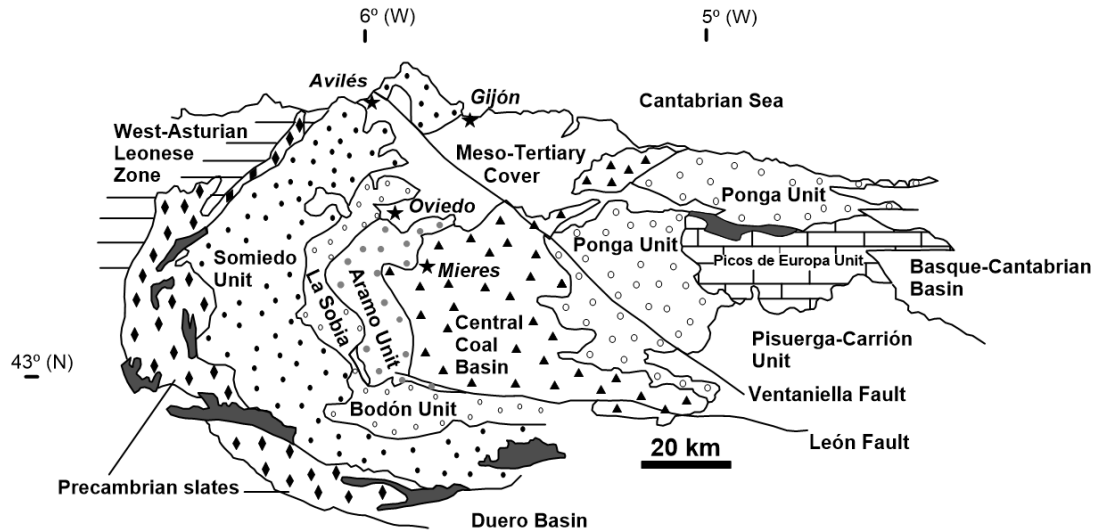 6º (W)
5º (W)
Avilés
Gijón
Cantabrian Sea
West-Asturian
Leonese
Zone
Meso-Tertiary
Cover
Ponga Unit
Oviedo
Ponga Unit
Somiedo
Unit
La Sobia
Aramo Unit
Mieres
Picos de Europa Unit
Basque-Cantabrian
Basin
Central
Coal
Basin
Pisuerga-Carrión
Unit
43º (N)
Ventaniella Fault
Bodón Unit
León Fault
20 km
Precambrian slates
Duero Basin